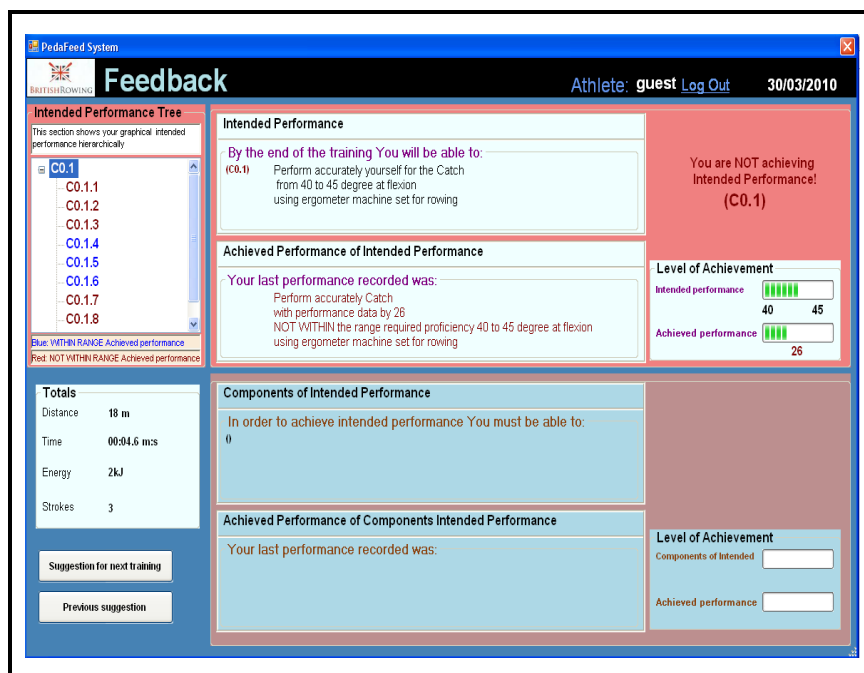 PedaFeed System
BRITISHROWING
Feedback
Athlete: guest Log Out 30/03/2010
Intended Performance Tree
This section shows your graphical intended
performance hierarchically
C0.1
C0.1.1
C0.1.2
C0.1.3
C0.1.4
C0.1.5
C0.1.6
C0.1.7
C0.1.8
Blue: WITHIN RANGE Achieved performance
Red: NOT WITHIN RANGE Achieved performance
Intended Performance
By the end of the training You will be able to:
(C0.1) Perform accurately yourself for the Catch
from 40 to 45 degree at flexion
using ergometer machine set for rowing
Achieved Performance of Intended Performance
Your last performance recorded was:
Perform accurately Catch
with performance data by 26
NOT WITHIN the range required proficiency 40 to 45 degree at flexion
using ergometer machine set for rowing
You are NOT achieving
Intended Performance!
(C0.1)
Level of Achievement
Intended performance
40 45
Achieved performance
26
Totals
Distance 18 m
Time 00:04.6 m:s
Energy 2kJ
Strokes 3
Suggestion for next training
Previous suggestion
Components of Intended Performance
In order to achieve intended performance You must be able to:
0
Achieved Performance of Components Intended Performance
Your last performance recorded was:
Level of Achievement
Components of Intended
Achieved performance